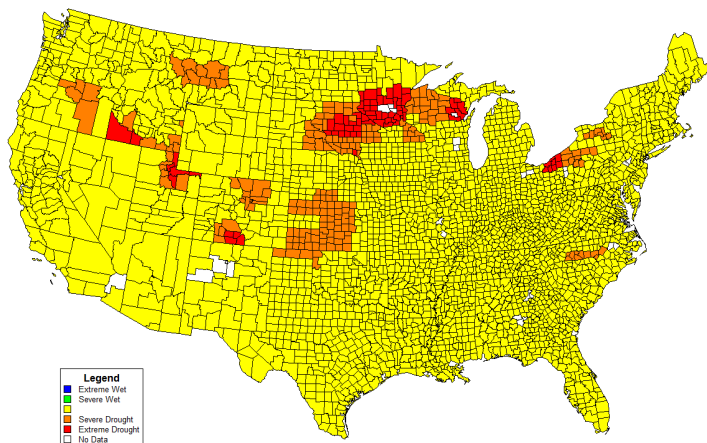 Legend
Extreme Wet
Severe Wet
Severe Drought
Extreme Drought
No Data